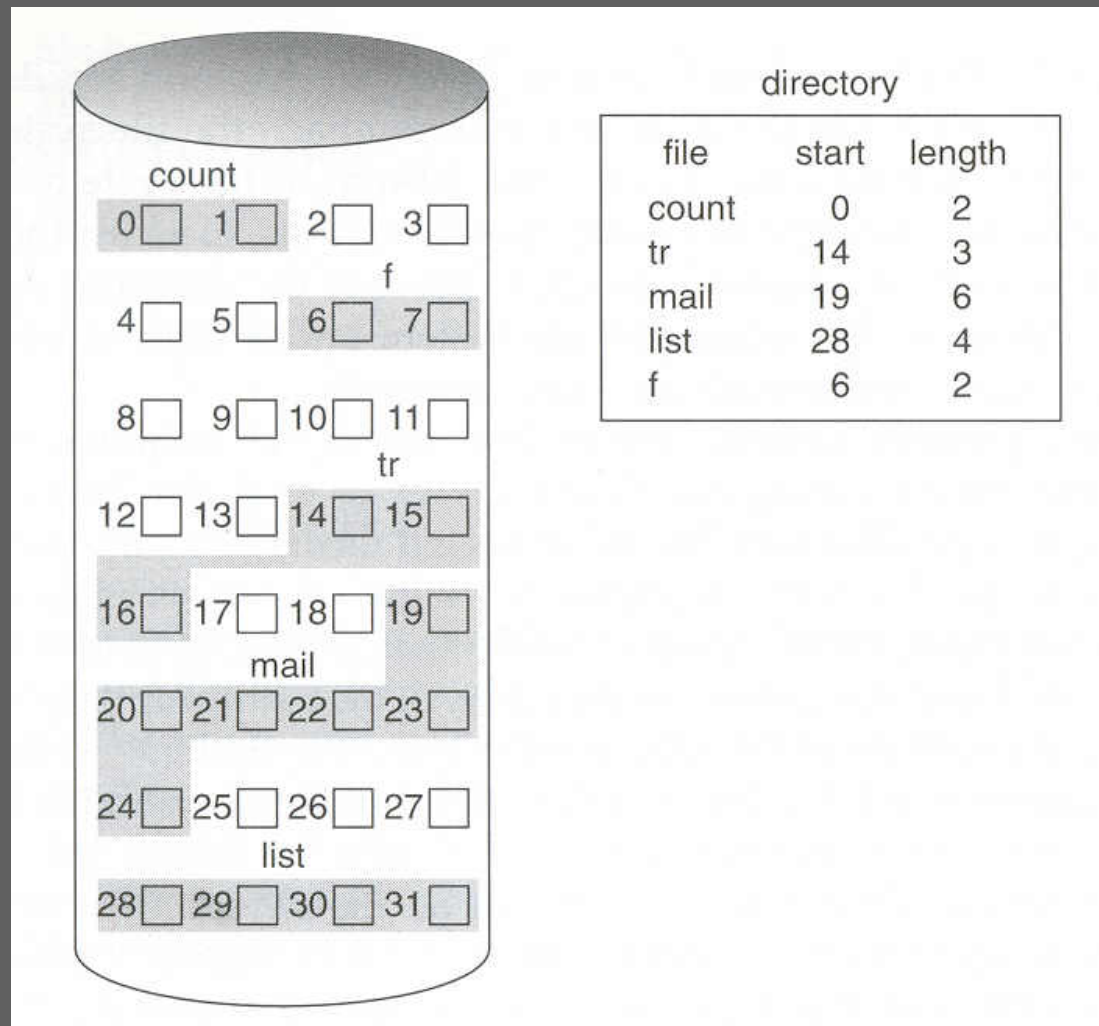 count
0 1 2 3
f
4 5 6 7
8 9 10 11
tr
12 13 14 15
16 17 18 19
mail
20 21 22 23
24 25 26 27
list
28 29 30 31
directory
file start length
count 0 2
tr 14 3
mail 19 6
list 28 4
f 6 2